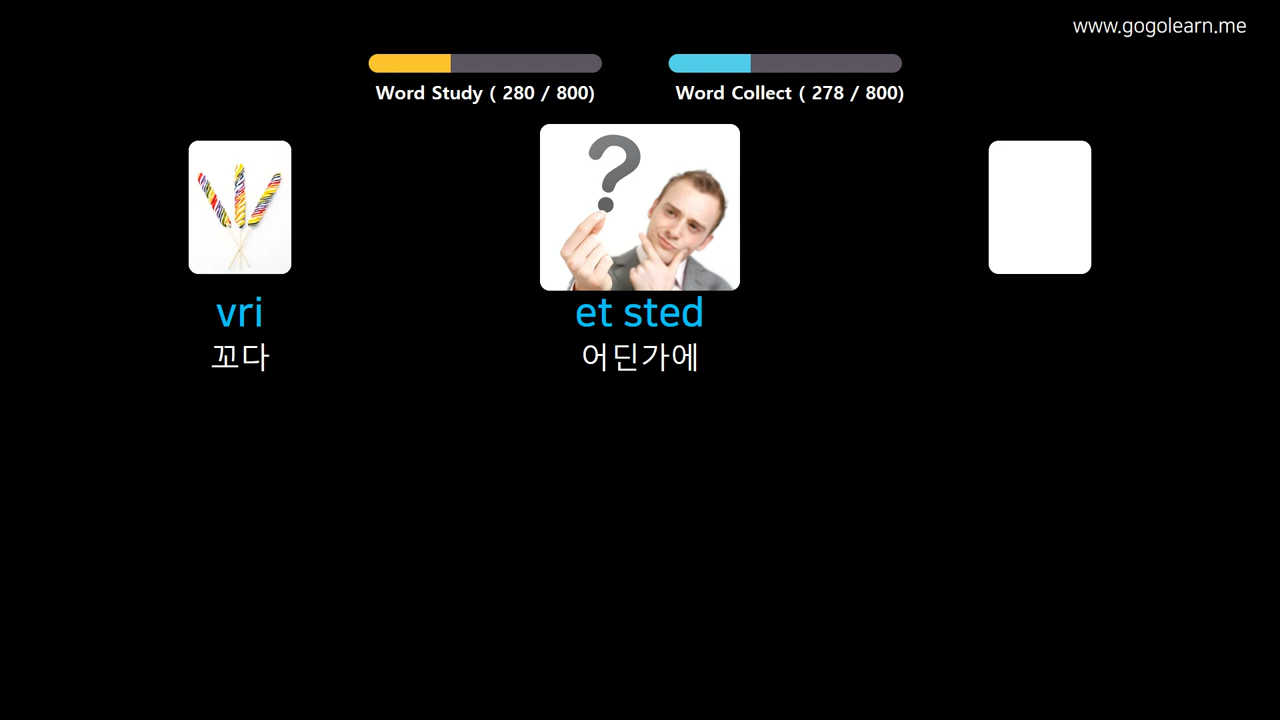 www.gogolearn.me
Word Study ( 280 / 800)
Word Collect ( 278 / 800)
vri
꼬다
et sted
어딘가에